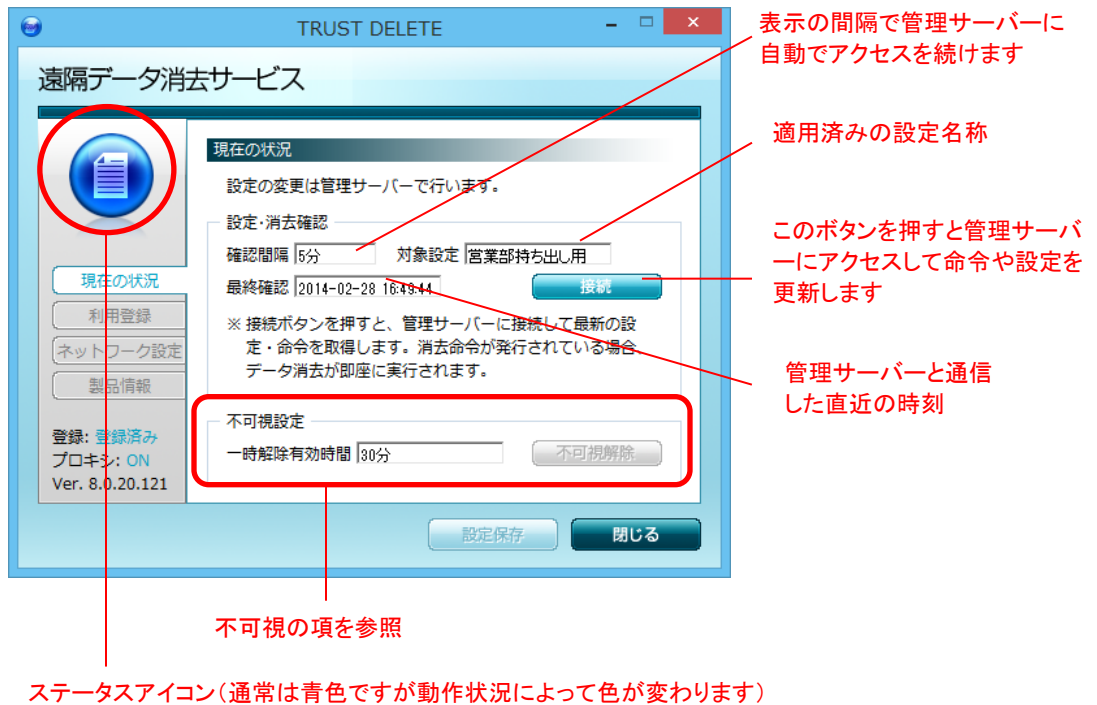 TRUST DELETE
表示の間隔で管理サーバーに
自動でアクセスを続けます
遠隔データ消去サービス
適用済みの設定名称
現在の状況
設定の変更は管理サーバーで行います。
設定・消去確認
確認間隔 5分 対象設定 営業部持ち出し用
最終確認 2014-02-28 16:49:44 接続
このボタンを押すと管理サーバ
ーにアクセスして命令や設定を
更新します
現在の状況
利用登録
ネットワーク設定
製品情報
※ 接続ボタンを押すと、管理サーバーに接続して最新の設
定・命令を取得します。消去命令が発行されている場合、
データ消去が即座に実行されます。
管理サーバーと通信
した直近の時刻
不可視設定
一時解除有効時間 30分 不可視解除
登録: 登録済み
プロキシ: ON
Ver. 8.0.20.121
設定保存 閉じる
不可視の項を参照
ステータスアイコン（通常は青色ですが動作状況によって色が変わります）